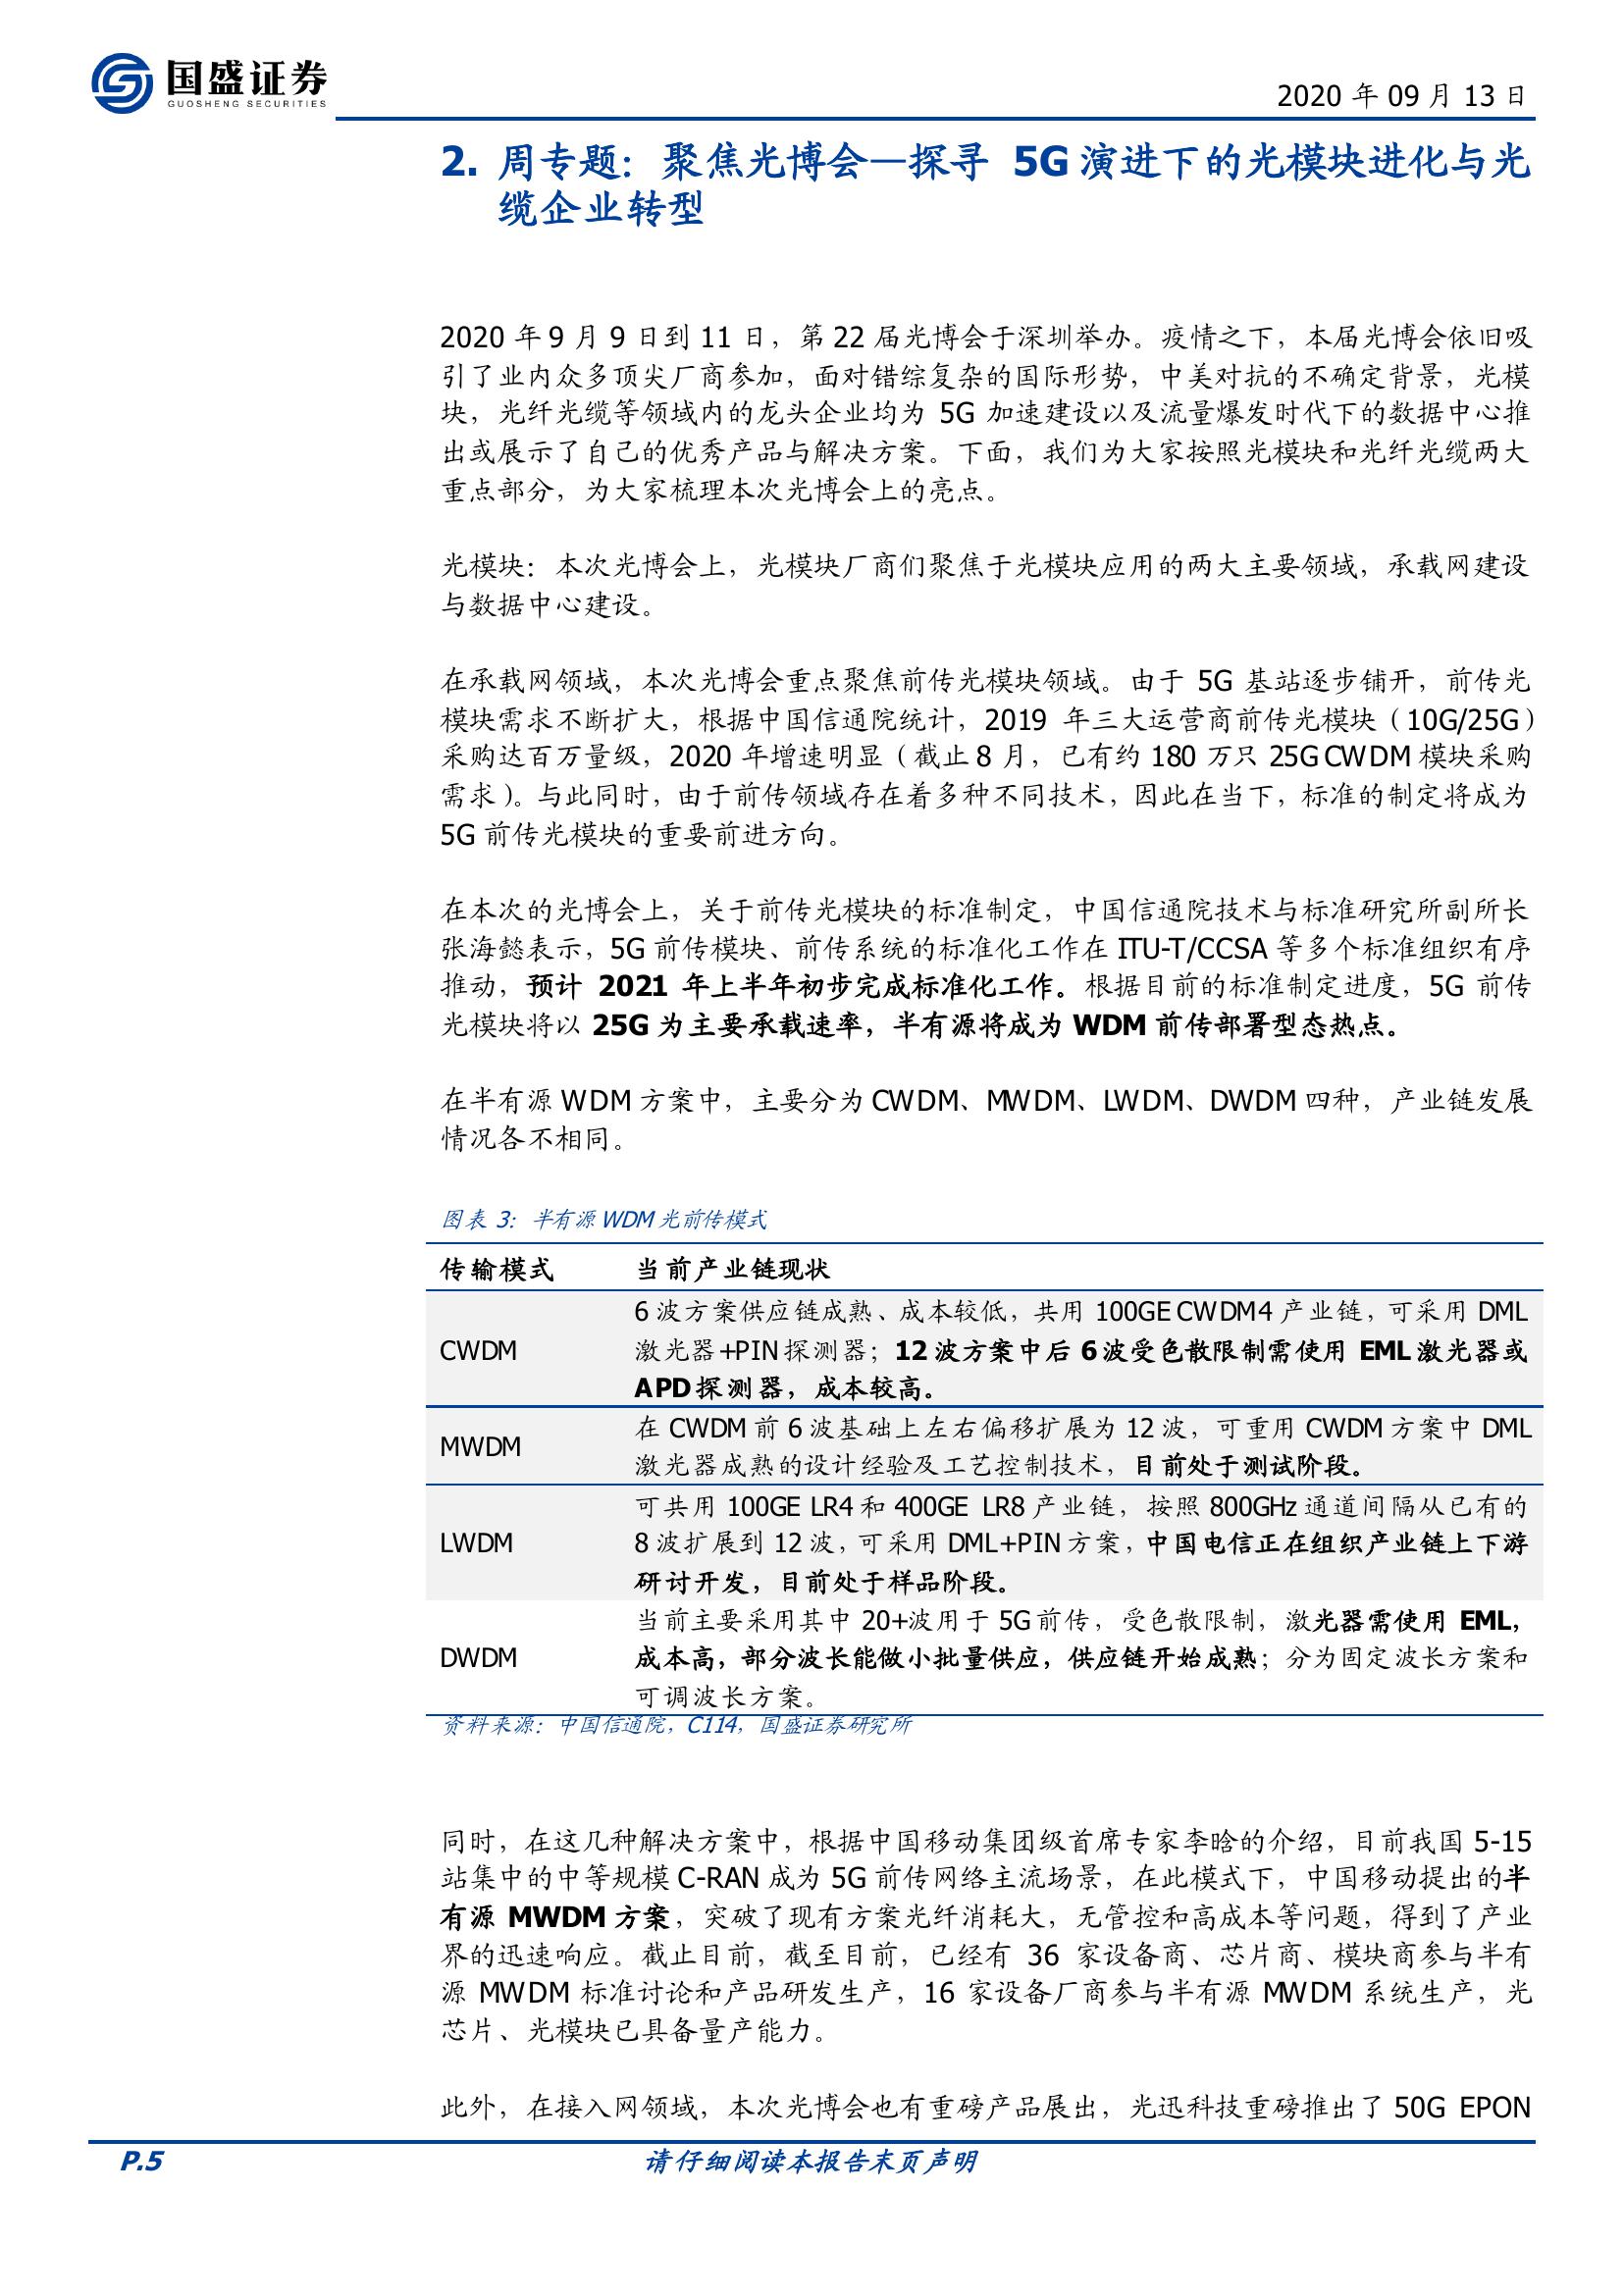 国盛证券
GUOSHENG SECURITIES
2020 年 09 月 13 日
2. 周专题：聚焦光博会—探寻 5G 演进下的光模块进化与光
缆企业转型
2020 年 9 月 9 日到 11 日，第 22 届光博会于深圳举办。疫情之下，本届光博会依旧吸
引了业内众多顶尖厂商参加，面对错综复杂的国际形势，中美对抗的不确定背景，光模
块，光纤光缆等领域内的龙头企业均为 5G 加速建设以及流量爆发时代下的数据中心推
出或展示了自己的优秀产品与解决方案。下面，我们为大家按照光模块和光纤光缆两大
重点部分，为大家梳理本次光博会上的亮点。
光模块：本次光博会上，光模块厂商们聚焦于光模块应用的两大主要领域，承载网建设
与数据中心建设。
在承载网领域，本次光博会重点聚焦前传光模块领域。由于 5G 基站逐步铺开，前传光
模块需求不断扩大，根据中国信通院统计，2019 年三大运营商前传光模块（10G/25G）
采购达百万量级，2020 年增速明显（截止 8 月，已有约 180 万只 25G CWDM 模块采购
需求）。与此同时，由于前传领域存在着多种不同技术，因此在当下，标准的制定将成为
5G 前传光模块的重要前进方向。
在本次的光博会上，关于前传光模块的标准制定，中国信通院技术与标准研究所副所长
张海懿表示，5G 前传模块、前传系统的标准化工作在 ITU-T/CCSA 等多个标准组织有序
推动，预计 2021 年上半年初步完成标准化工作。根据目前的标准制定进度，5G 前传
光模块将以 25G 为主要承载速率，半有源将成为 WDM 前传部署型态热点。
在半有源 WDM 方案中，主要分为 CWDM、MWDM、LWDM、DWDM 四种，产业链发展
情况各不相同。
图表 3：半有源 WDM 光前传模式
传输模式 当前产业链现状
CWDM 6 波方案供应链成熟、成本较低，共用 100GE CWDM4 产业链，可采用 DML
激光器+PIN 探测器；12 波方案中后 6 波受色散限制需使用 EML 激光器或
APD 探测器，成本较高。
MWDM 在 CWDM 前 6 波基础上左右偏移扩展为 12 波，可重用 CWDM 方案中 DML
激光器成熟的设计经验及工艺控制技术，目前处于测试阶段。
LWDM 可共用 100GE LR4 和 400GE LR8 产业链，按照 800GHz 通道间隔从已有的
8 波扩展到 12 波，可采用 DML+PIN 方案，中国电信正在组织产业链上下游
研讨开发，目前处于样品阶段。
DWDM 当前主要采用其中 20+波用于 5G 前传，受色散限制，激光器需使用 EML，
成本高，部分波长能做小批量供应，供应链开始成熟；分为固定波长方案和
可调波长方案。
资料来源：中国信通院，C114，国盛证券研究所
同时，在这几种解决方案中，根据中国移动集团级首席专家李晗的介绍，目前我国 5-15
站集中的中等规模 C-RAN 成为 5G 前传网络主流场景，在此模式下，中国移动提出的半
有源 MWDM 方案，突破了现有方案光纤消耗大，无管控和高成本等问题，得到了产业
界的迅速响应。截止目前，截至目前，已经有 36 家设备商、芯片商、模块商参与半有
源 MWDM 标准讨论和产品研发生产，16 家设备厂商参与半有源 MWDM 系统生产，光
芯片、光模块已具备量产能力。
此外，在接入网领域，本次光博会也有重磅产品展出，光迅科技重磅推出了 50G EPON
P.5 请仔细阅读本报告末页声明